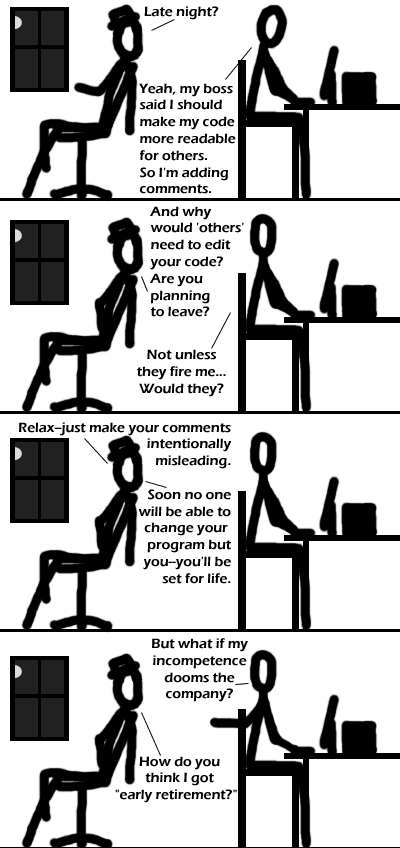 Late night?
Yeah, my boss
said I should
make my code
more readable
for others.
So I'm adding
comments.
And why
would 'others'
need to edit
your code?
Are you
planning
to leave?
Not unless
they fire me...
Would they?
Relax–just make your comments
intentionally
misleading.
Soon no one
will be able to
change your
program but
you–you'll be
set for life.
But what if my
incompetence
dooms the
company?
How do you
think I got
"early retirement?"